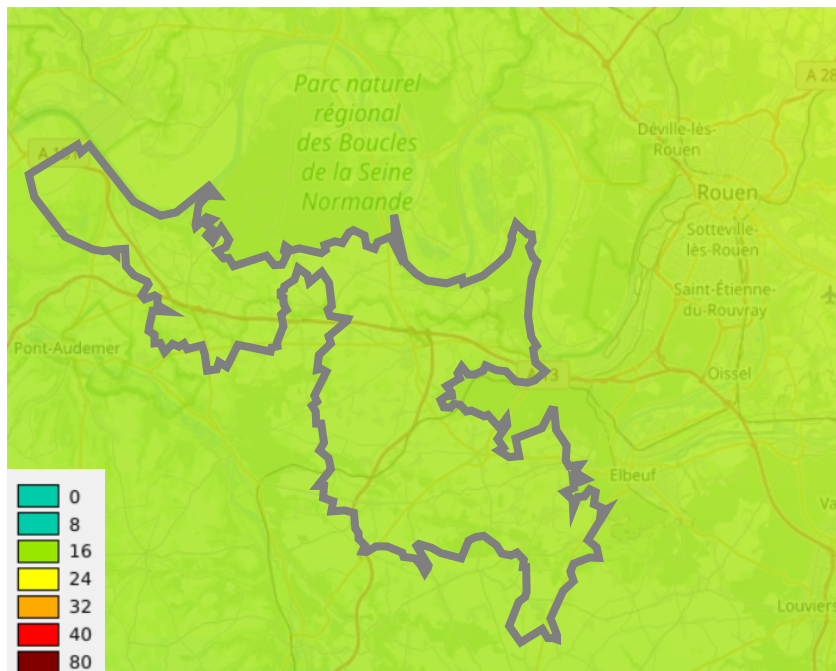 Parc naturel
régional
des Boucles
de la Seine
Normande
A 28
Déville-lès-
Rouen
Rouen
Sotteville-
lès-Rouen
Saint-Étienne-
du-Rouvray
Pont-Audemer
Oissel
Elbeuf
Louviers
0
8
16
24
32
40
80